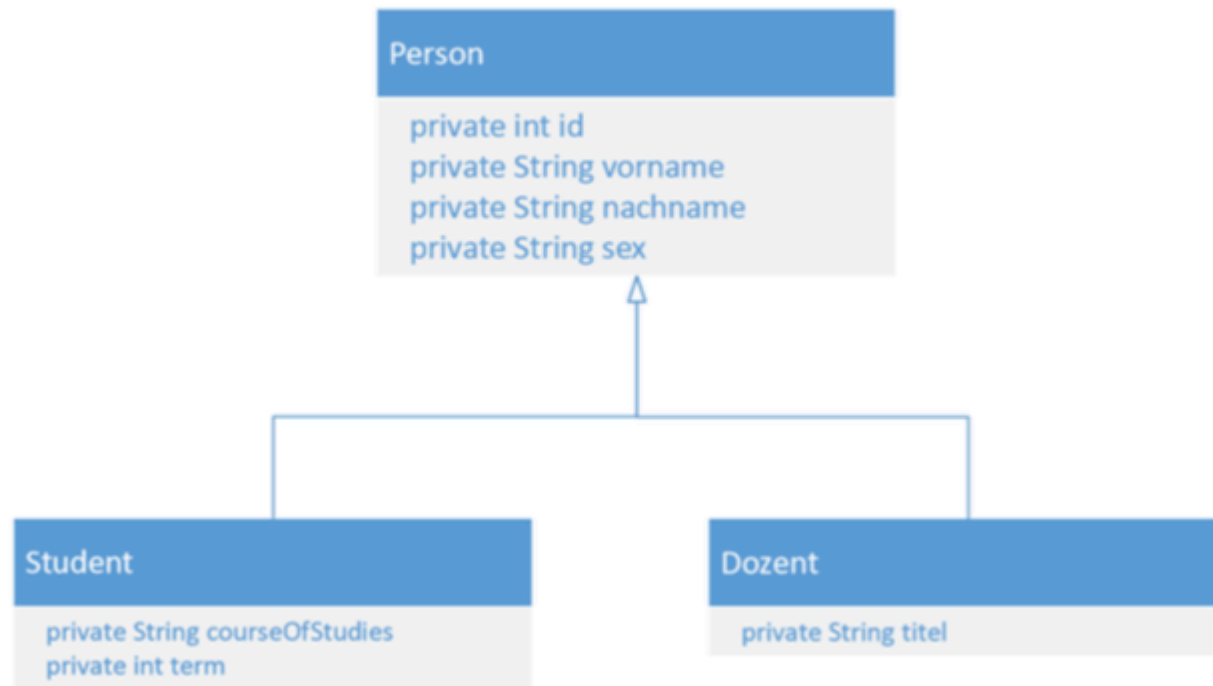 Person
private int id
private String vorname
private String nachname
private String sex
Student
private String courseOfStudies
private int term
Dozent
private String titel